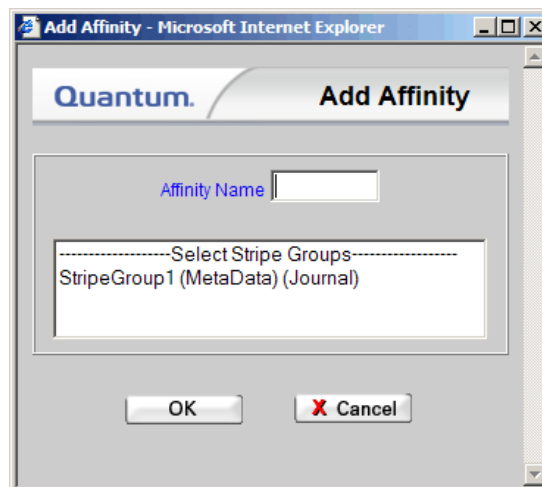 Add Affinity - Microsoft Internet Explorer
Quantum. Add Affinity
Affinity Name
-------------------Select Stripe Groups------------------
StripeGroup1 (MetaData) (Journal)
OK X Cancel